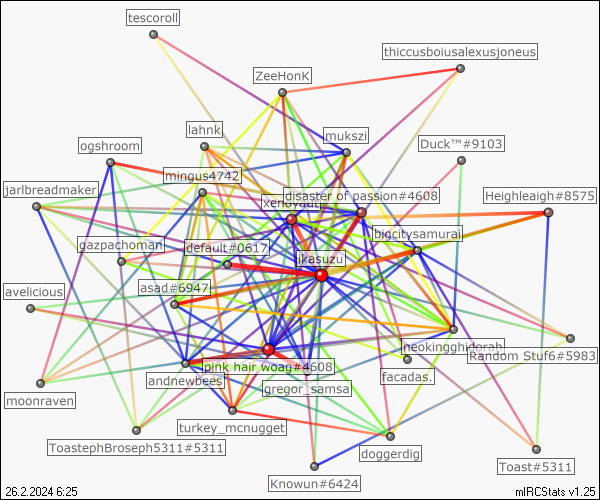 tescoroll
thiccusboiusalexusjoneus
ZeeHonK
lahnk
mukszi
Duck™#9103
ogshroom
mingus4742
jarlbreadmaker
disaster of passion#4608
Heighleaigh#8575
bigcitysamurai
gazpachoman
default#0617
ikasuzu
asad#6947
avelicious
neokingghidorah
Random Stuf6#5983
pink hair woag#4608
facadas.
andnewbees
gregor_samsa
moonraven
turkey_mcnugget
ToastephBroseph5311#5311
doggerdig
Toast#5311
Knowun#6424
26.2.2024 6:25
mIRCStats v1.25